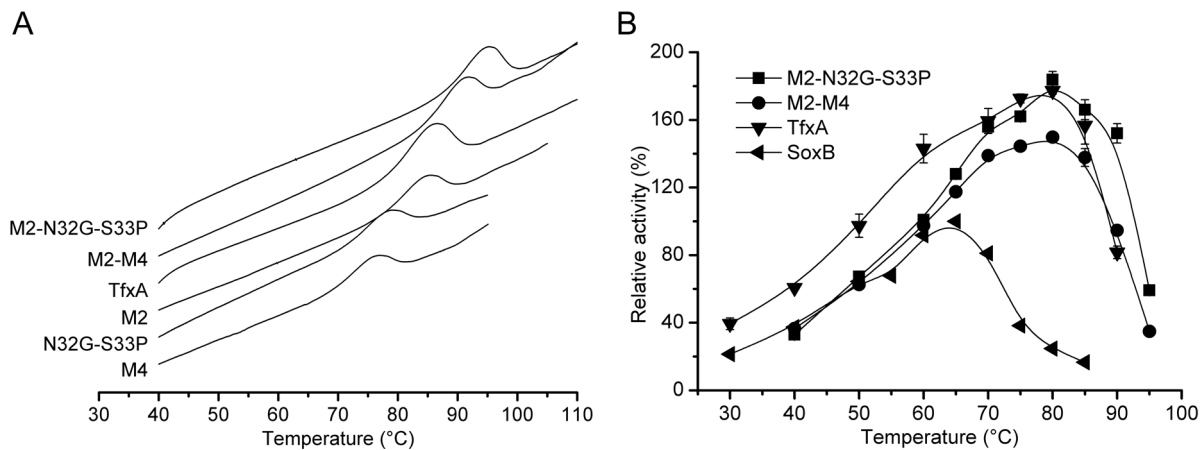 A
M2-N32G-S33P
M2-M4
TfxA
M2
N32G-S33P
M4
30 40 50 60 70 80 90 100 110
Temperature (°C)
B
200
160
120
80
40
0
Relative activity (%)
M2-N32G-S33P
M2-M4
TfxA
SoxB
30 40 50 60 70 80 90 100
Temperature (°C)